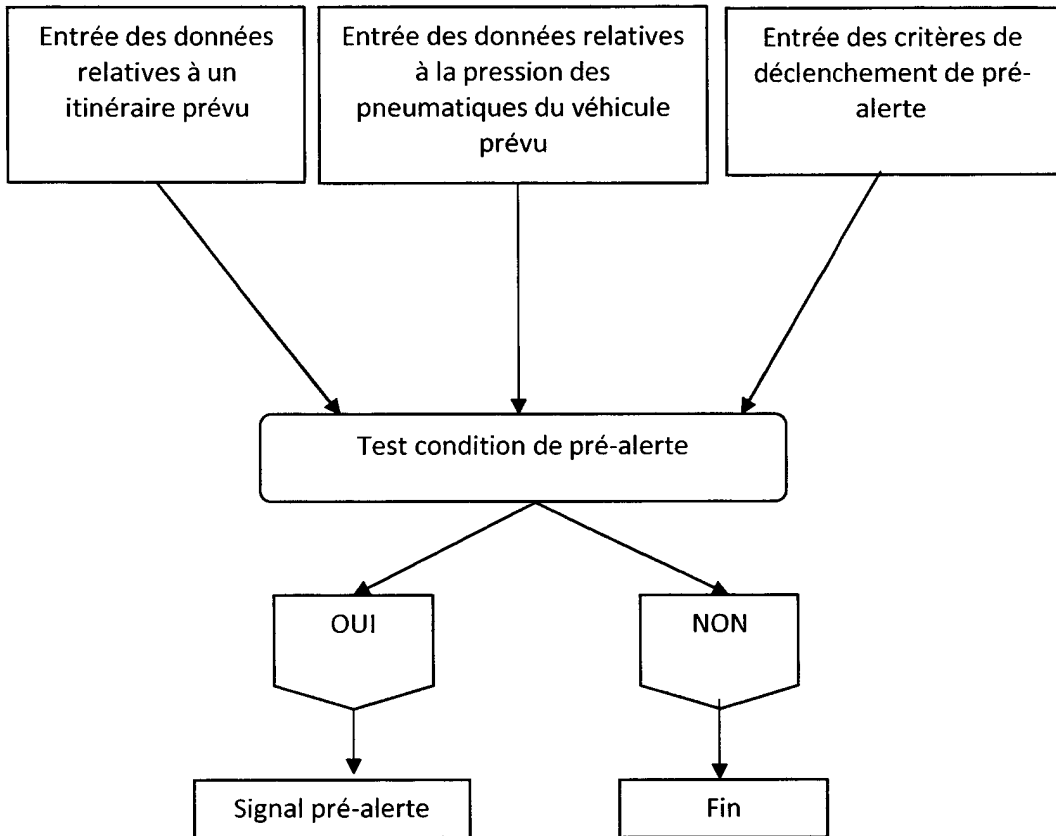 Entrée des données
relatives à un
itinéraire prévu
Entrée des données relatives
à la pression des
pneumatiques du véhicule
prévu
Entrée des critères de
déclenchement de pré-
alerte
Test condition de pré-alerte
OUI
NON
Signal pré-alerte
Fin